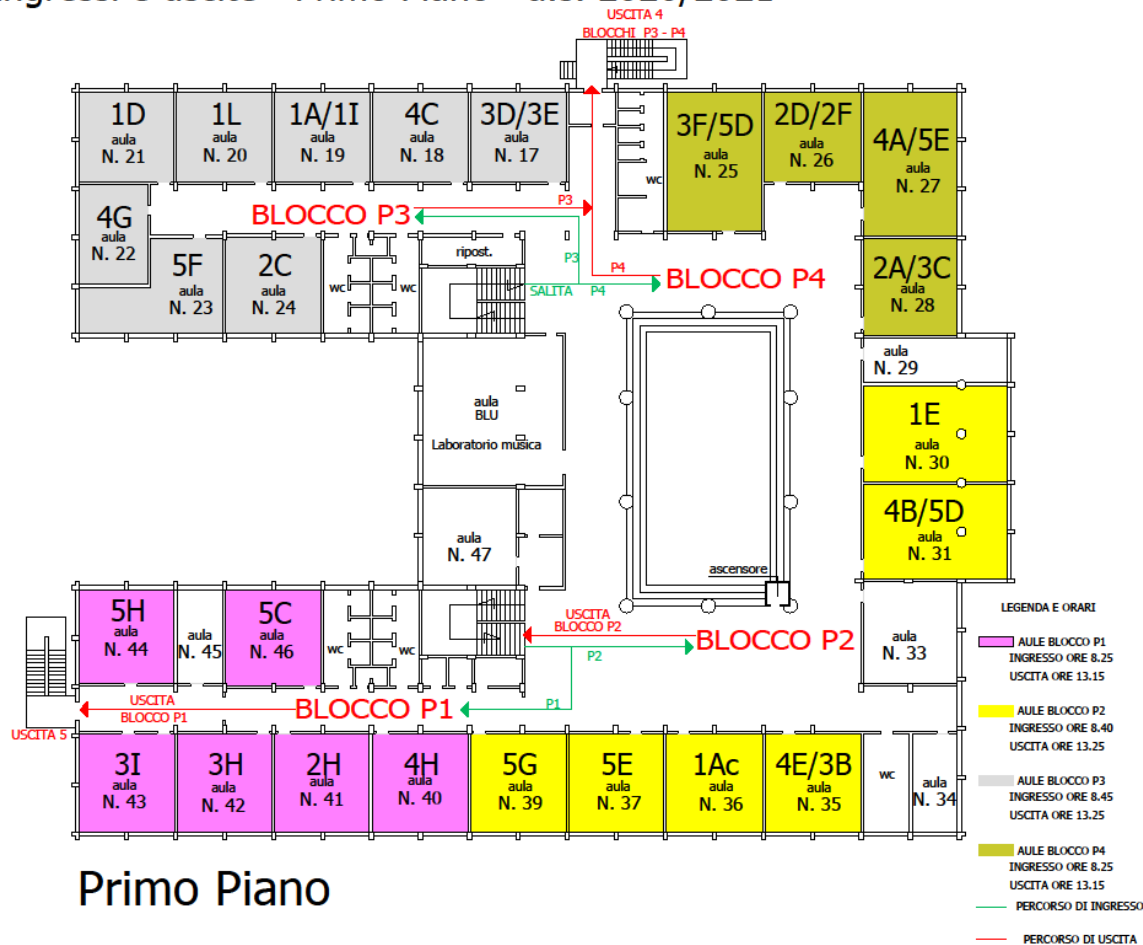 Ingressi e uscite - Primo Piano - a.s. 2020/2021
USCITA 4
BLOCCHI P3 - P4
1D
aula
N. 21
1L
aula
N. 20
1A/1I
aula
N. 19
4C
aula
N. 18
3D/3E
aula
N. 17
wc
3F/5D
aula
N. 25
2D/2F
aula
N. 26
4A/5E
aula
N. 27
4G
aula
N. 22
BLOCCO P3
P3
P3
P4
BLOCCO P4
SALITA
P4
5F
aula
N. 23
2C
aula
N. 24
wc
wc
ripost.
2A/3C
aula
N. 28
aula
N. 29
aula
BLU
Laboratorio musica
1E
aula
N. 30
4B/5D
aula
N. 31
aula
N. 47
ascensore
5H
aula
N. 44
aula
N. 45
5C
aula
N. 46
wc
wc
USCITA
BLOCCO P2
P2
BLOCCO P2
aula
N. 33
USCITA
BLOCCO P1
BLOCCO P1
P1
USCITA 5
3I
aula
N. 43
3H
aula
N. 42
2H
aula
N. 41
4H
aula
N. 40
5G
aula
N. 39
5E
aula
N. 37
1Ac
aula
N. 36
4E/3B
aula
N. 35
wc
aula
N. 34
LEGENDA E ORARI
AULE BLOCCO P1
INGRESSO ORE 8.25
USCITA ORE 13.15
AULE BLOCCO P2
INGRESSO ORE 8.40
USCITA ORE 13.25
AULE BLOCCO P3
INGRESSO ORE 8.45
USCITA ORE 13.25
AULE BLOCCO P4
INGRESSO ORE 8.25
USCITA ORE 13.15
PERCORSO DI INGRESSO
PERCORSO DI USCITA
Primo Piano